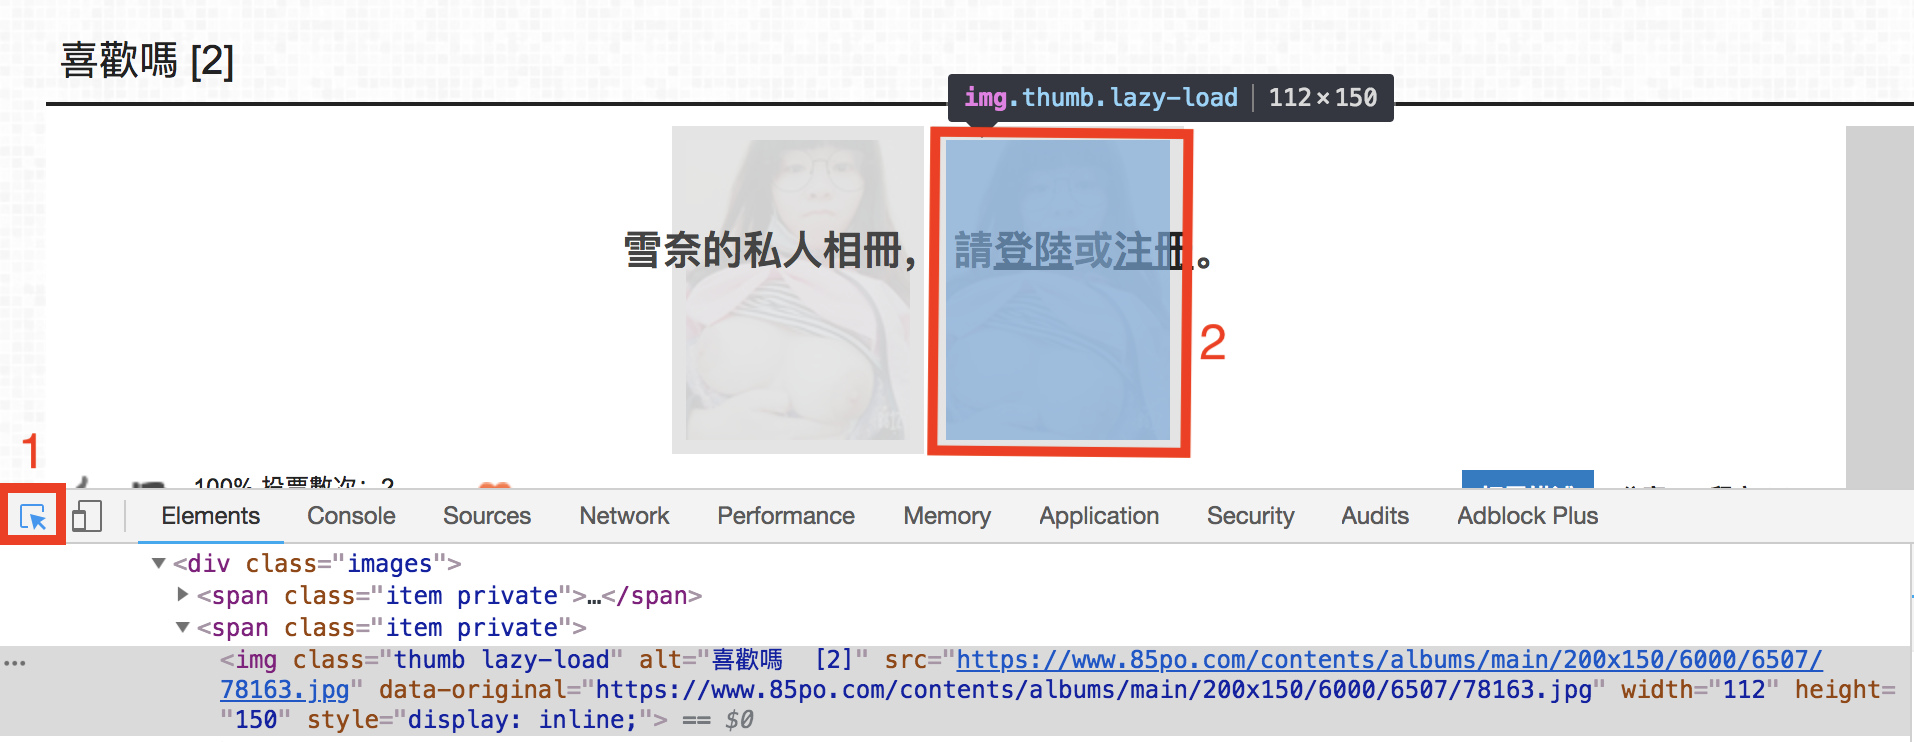 喜歡嗎 [2]
img.thumb.lazy-load | 112×150
雪奈的私人相冊， 請登陸或注冊。
2
1
100% 投票數次：2
Elements Console Sources Network Performance Memory Application Security Audits Adblock Plus
▼<div class="images">
▶<span class="item private">…</span>
▼<span class="item private">
... <img class="thumb lazy-load" alt="喜歡嗎  [2]" src="https://www.85po.com/contents/albums/main/200x150/6000/6507/
78163.jpg" data-original="https://www.85po.com/contents/albums/main/200x150/6000/6507/78163.jpg" width="112" height=
"150" style="display: inline;"> == $0